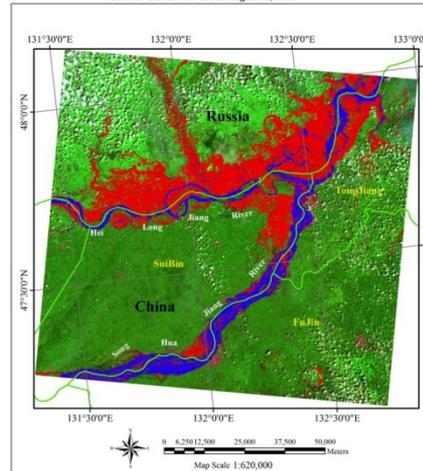 131°30'0"E 132°0'0"E 132°30'0"E 133°0'0"E
48°0'0"N
47°30'0"N
Russia
TongJiang
Hei Long Jiang River
SuiBin
River
China
Jiang
FuJin
Song Hua
131°30'0"E 132°0'0"E 132°30'0"E
0 6,250 12,500 25,000 37,500 50,000
Meters
Map Scale 1:620,000